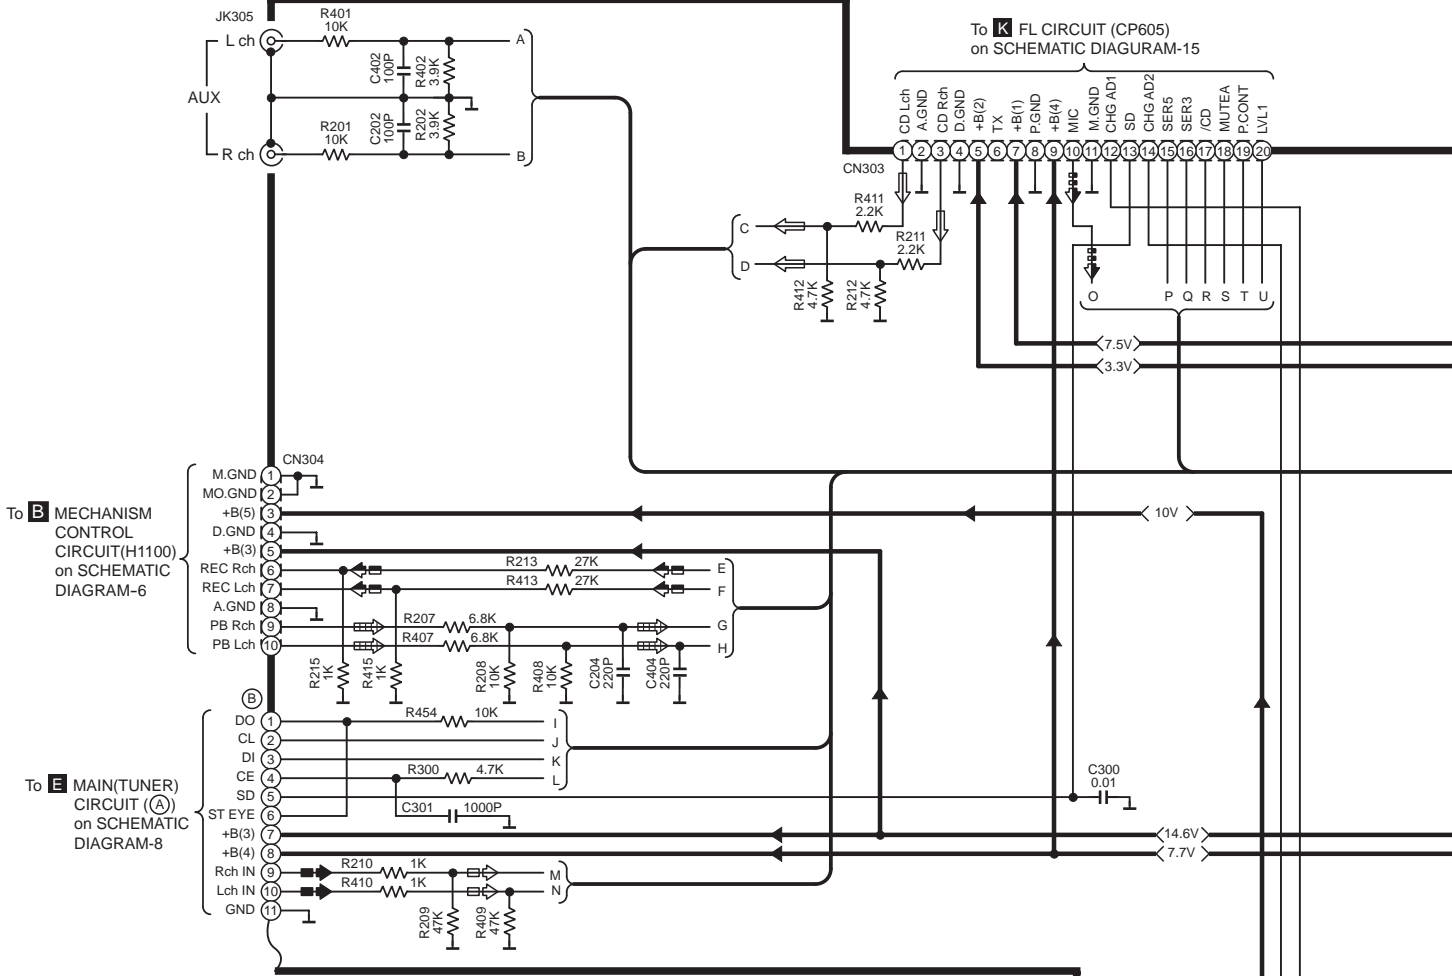 JK305
L ch
AUX
R ch
R401
10K
C402
100P
R402
3.9K
R201
10K
C202
100P
R202
3.9K
A
B
To K FL CIRCUIT (CP605)
on SCHEMATIC DIAGURAM-15
CD Lch
A.GND
CD Rch
D.GND
+B(2)
TX
+B(1)
P.GND
+B(4)
MIC
M.GND
CHG AD1
SD
CHG AD2
SER5
SER3
/CD
MUTEA
P.CONT
LVL1
CN303
1 2 3 4 5 6 7 8 9 10 11 12 13 14 15 16 17 18 19 20
R411
2.2K
R211
2.2K
C
D
R412
4.7K
R212
4.7K
O P Q R S T U
7.5V
3.3V
CN304
To B MECHANISM
CONTROL
CIRCUIT(H1100)
on SCHEMATIC
DIAGRAM-6
M.GND 1
MO.GND 2
+B(5) 3
D.GND 4
+B(3) 5
REC Rch 6
REC Lch 7
A.GND 8
PB Rch 9
PB Lch 10
10V
R213 27K E
R413 27K F
R207 6.8K G
R407 6.8K H
R215
1K
R415
1K
R208
10K
R408
10K
C204
220P
C404
220P
B
To E MAIN(TUNER)
CIRCUIT (A)
on SCHEMATIC
DIAGRAM-8
DO 1
CL 2
DI 3
CE 4
SD 5
ST EYE 6
+B(3) 7
+B(4) 8
Rch IN 9
Lch IN 10
GND 11
R454 10K I
J
K
R300 4.7K L
C301 1000P
C300
0.01
14.6V
7.7V
R210 1K M
R410 1K N
R209
47K
R409
47K